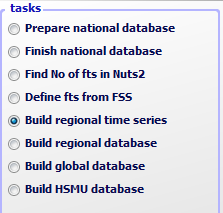 tasks
Prepare national database
Finish national database
Find No of fts in Nuts2
Define fts from FSS
Build regional time series
Build regional database
Build global database
Build HSMU database